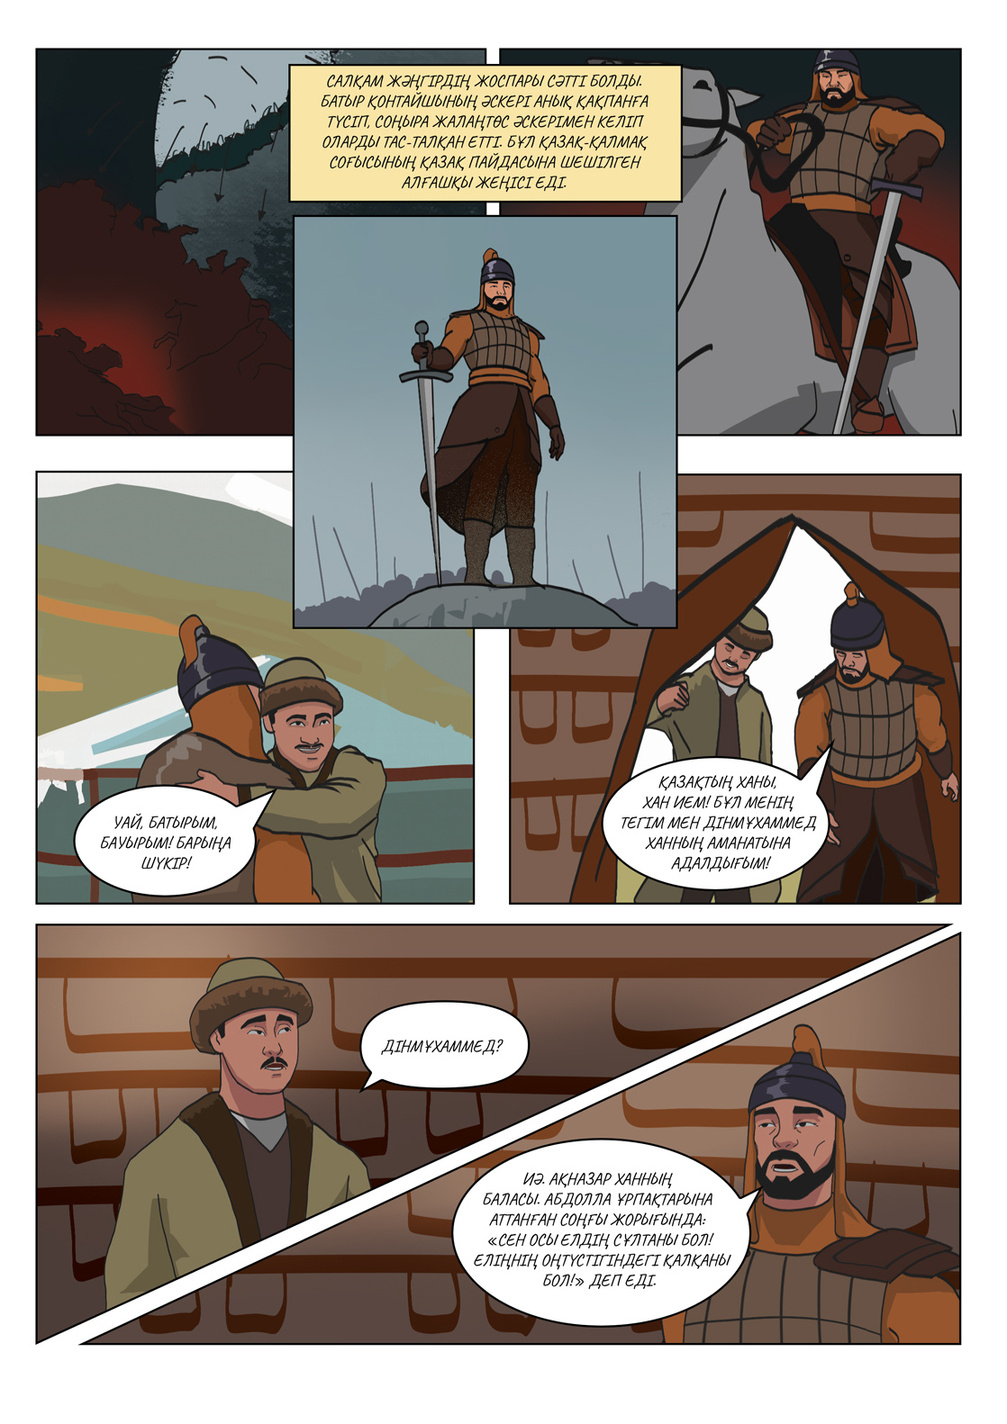 САЛҚАМ ЖӘҢГІРДІҢ ЖОСПАРЫ СӘТТІ БОЛДЫ.
БАТЫР ҚОНТАЙШЫНЫҢ ӘСКЕРІ АНЫҚ ҚАҚПАНҒА
ТҮСІП, СОҢЫРА ЖАЛАҢТӨС ӘСКЕРІМЕН КЕЛІП
ОЛАРДЫ ТАС-ТАЛҚАН ЕТТІ. БҰЛ ҚАЗАҚ-ҚАЛМАҚ
СОҒЫСЫНЫҢ ҚАЗАҚ ПАЙДАСЫНА ШЕШІЛГЕН
АЛҒАШҚЫ ЖЕҢІСІ ЕДІ.
УАЙ, БАТЫРЫМ,
БАУЫРЫМ! БАРЫҢА
ШҮКІР!
ҚАЗАҚТЫҢ ХАНЫ,
ХАН ИЕМ! БҰЛ МЕНІҢ
ТЕГІМ МЕН ДІНМҰХАММЕД
ХАННЫҢ АМАНАТЫНА
АДАЛДЫҒЫМ!
ДІНМҰХАММЕД?
ИӘ. АҚНАЗАР ХАННЫҢ
БАЛАСЫ. АБДОЛЛА ҰРПАҚТАРЫНА
АТТАНҒАН СОҢҒЫ ЖОРЫҒЫНДА:
«СЕН ОСЫ ЕЛДІҢ СҰЛТАНЫ БОЛ!
ЕЛІҢНІҢ ОҢТҮСТІГІНДЕГІ ҚАЛҚАНЫ
БОЛ!» ДЕП ЕДІ.